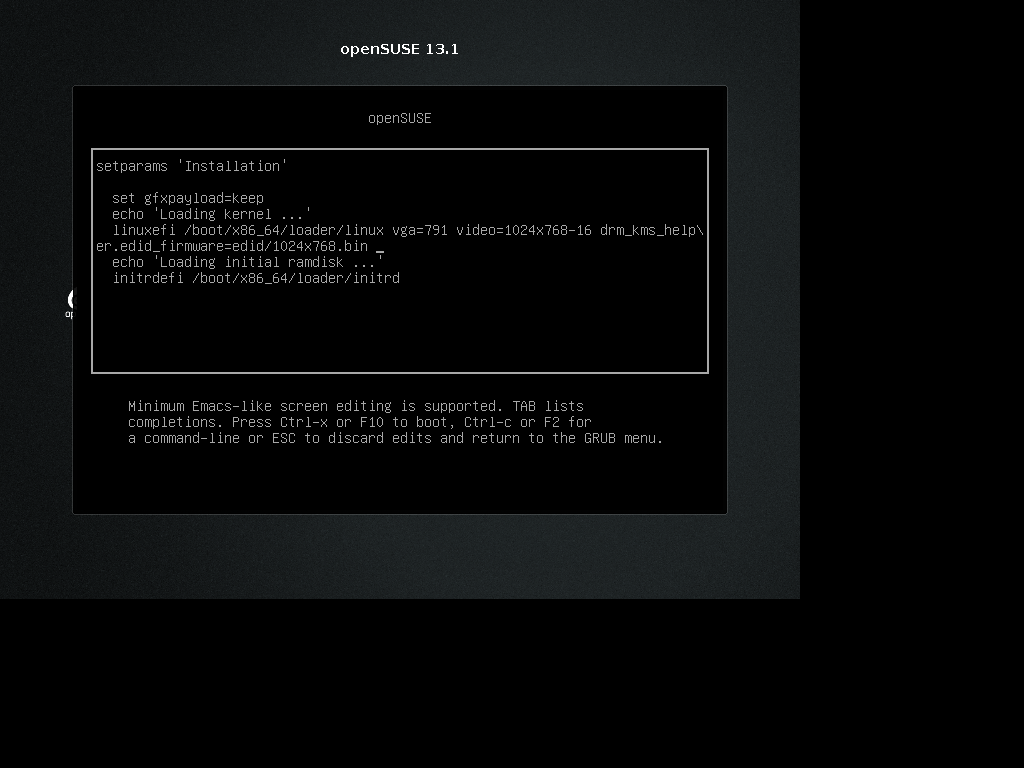 openSUSE 13.1
openSUSE
setparams 'Installation'
set gfxpayload=keep
echo 'Loading kernel ...'
linuxefi /boot/x86_64/loader/linux vga=791 video=1024x768-16 drm_kms_help\
er.edid_firmware=edid/1024x768.bin _
echo 'Loading initial ramdisk ...'
initrdefi /boot/x86_64/loader/initrd
op
Minimum Emacs-like screen editing is supported. TAB lists
completions. Press Ctrl-x or F10 to boot, Ctrl-c or F2 for
a command-line or ESC to discard edits and return to the GRUB menu.